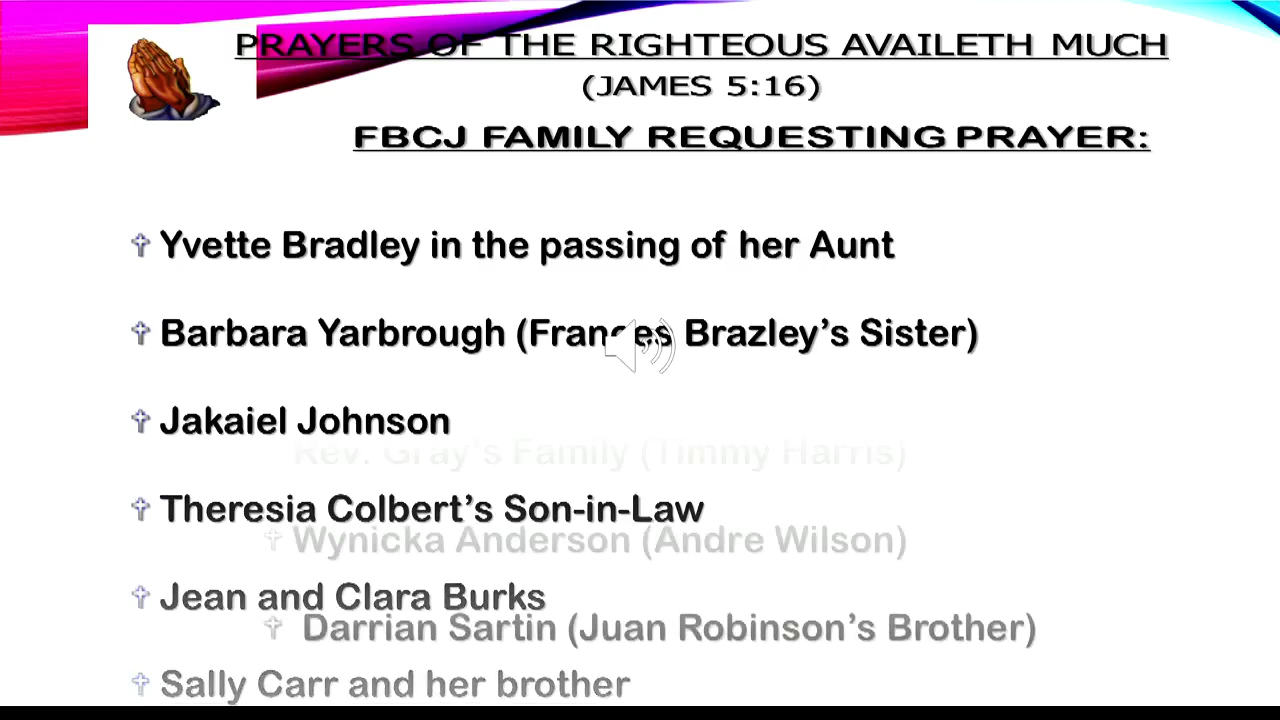 PRAYERS OF THE RIGHTEOUS AVAILETH MUCH
(JAMES 5:16)
FBCJ FAMILY REQUESTING PRAYER:
Yvette Bradley in the passing of her Aunt
Barbara Yarbrough (Frances Brazley’s Sister)
Jakaiel Johnson
Rev. Gray’s Family (Timmy Harris)
Theresia Colbert’s Son-in-Law
Wynicka Anderson (Andre Wilson)
Jean and Clara Burks
Darrian Sartin (Juan Robinson’s Brother)
Sally Carr and her brother